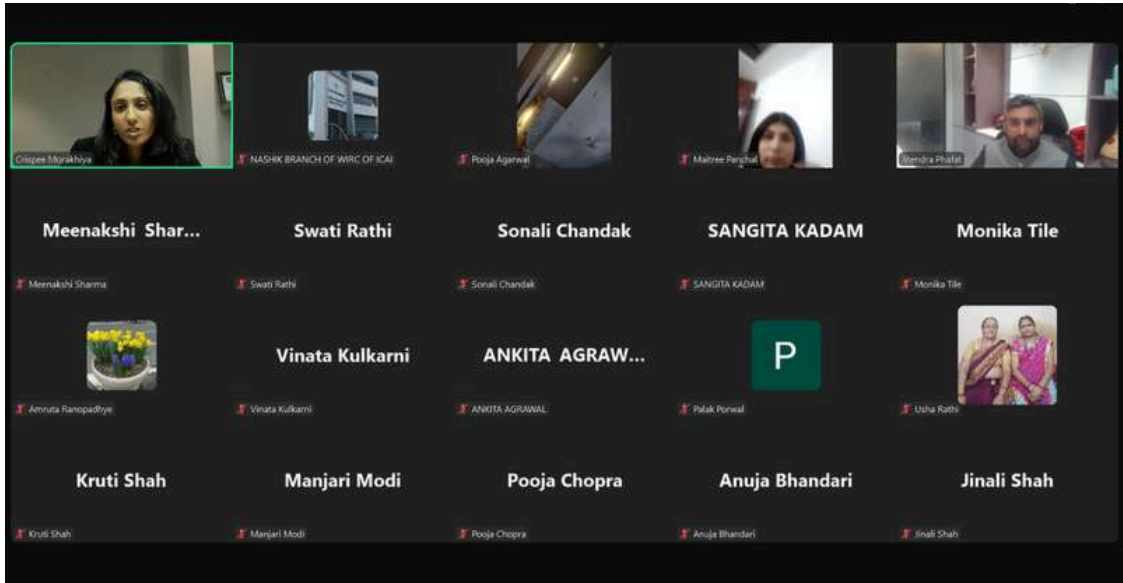 Crispee Morakhiya
NASHIK BRANCH OF WIRC OF ICAI
Pooja Agarwal
Maitree Panchal
Jitendra Phafat
Meenakshi Shar...
Swati Rathi
Sonali Chandak
SANGITA KADAM
Monika Tile
Meenakshi Sharma
Swati Rathi
Sonali Chandak
SANGITA KADAM
Monika Tile
Vinata Kulkarni
ANKITA AGRAW...
P
Amruta Ranopadhye
Vinata Kulkarni
ANKITA AGRAWAL
Palak Porwal
Usha Rathi
Kruti Shah
Manjari Modi
Pooja Chopra
Anuja Bhandari
Jinali Shah
Kruti Shah
Manjari Modi
Pooja Chopra
Anuja Bhandari
Jinali Shah